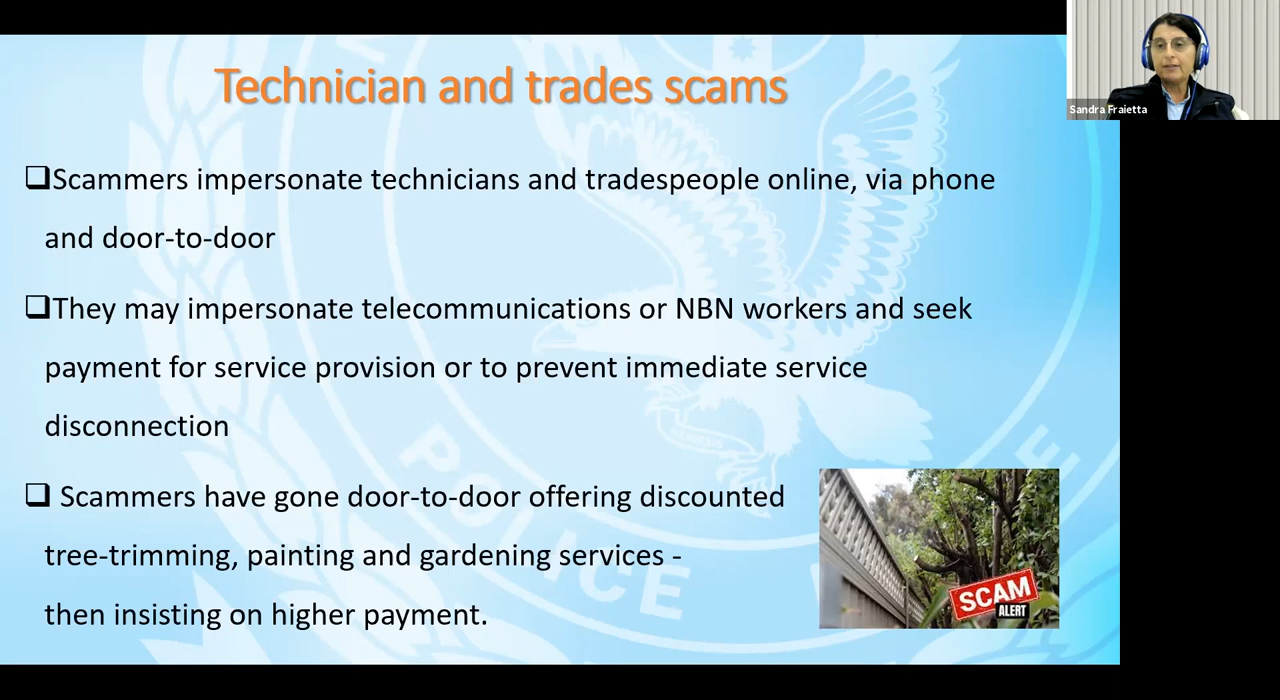 Technician and trades scams
Sandra Fraietta
❑Scammers impersonate technicians and tradespeople online, via phone
and door-to-door
❑They may impersonate telecommunications or NBN workers and seek
payment for service provision or to prevent immediate service
disconnection
❑ Scammers have gone door-to-door offering discounted
tree-trimming, painting and gardening services -
then insisting on higher payment.
SCAM
ALERT
POLICE